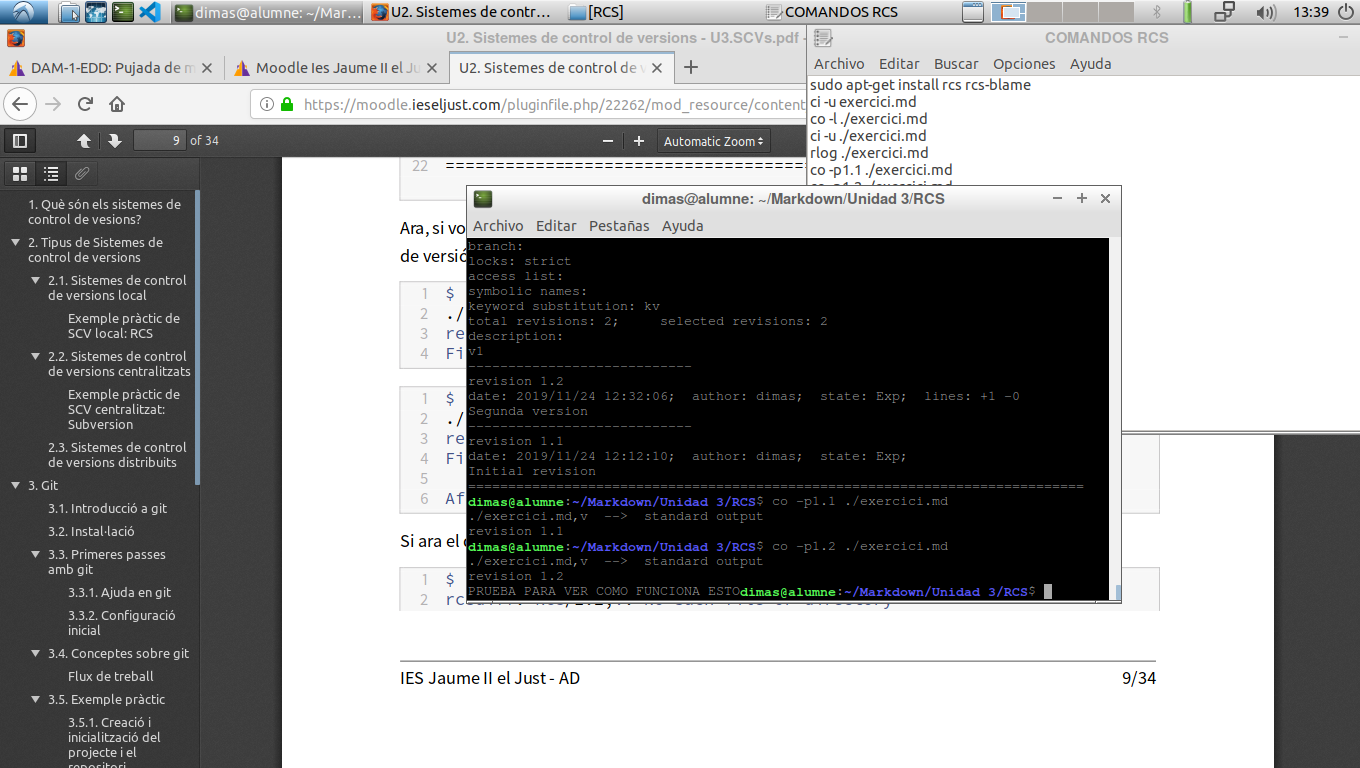 dimas@alumne: ~/Mar...
U2. Sistemes de contr...
[RCS]
COMANDOS RCS
13:39
U2. Sistemes de control de versions - U3.SCVs.pdf -
DAM-1-EDD: Pujada de m
Moodle Ies Jaume II el Ju
U2. Sistemes de control de v
https://moodle.ieseljust.com/pluginfile.php/22262/mod_resource/conten
9 of 34
Automatic Zoom
1. Què són els sistemes de
control de vesions?
2. Tipus de Sistemes de
control de versions
2.1. Sistemes de control
de versions local
Exemple pràctic de
SCV local: RCS
2.2. Sistemes de control
de versions centralitzats
Exemple pràctic de
SCV centralitzat:
Subversion
2.3. Sistemes de control
de versions distribuits
3. Git
3.1. Introducció a git
3.2. Instal·lació
3.3. Primeres passes
amb git
3.3.1. Ajuda en git
3.3.2. Configuració
inicial
3.4. Conceptes sobre git
Flux de treball
3.5. Exemple pràctic
3.5.1. Creació i
inicialització del
projecte i el
repositori
22 ====================================
Ara, si vo
de versió
1 $
2 ./
3 re
4 Fi
1 $
2 ./
3 re
4 Fi
5
6 Af
Si ara el
1 $
2
IES Jaume II el Just - AD
9/34
COMANDOS RCS
Archivo Editar Buscar Opciones Ayuda
sudo apt-get install rcs rcs-blame
ci -u exercici.md
co -l ./exercici.md
ci -u ./exercici.md
rlog ./exercici.md
co -p1.1 ./exercici.md
co -p1.2 ./exercici.md
dimas@alumne: ~/Markdown/Unidad 3/RCS
Archivo Editar Pestañas Ayuda
branch:
locks: strict
access list:
symbolic names:
keyword substitution: kv
total revisions: 2; selected revisions: 2
description:
v1
----------------------------
revision 1.2
date: 2019/11/24 12:32:06; author: dimas; state: Exp; lines: +1 -0
Segunda version
----------------------------
revision 1.1
date: 2019/11/24 12:12:10; author: dimas; state: Exp;
Initial revision
=============================================================================
dimas@alumne:~/Markdown/Unidad 3/RCS$ co -p1.1 ./exercici.md
./exercici.md,v --> standard output
revision 1.1
dimas@alumne:~/Markdown/Unidad 3/RCS$ co -p1.2 ./exercici.md
./exercici.md,v --> standard output
revision 1.2
PRUEBA PARA VER COMO FUNCIONA ESTOdimas@alumne:~/Markdown/Unidad 3/RCS$